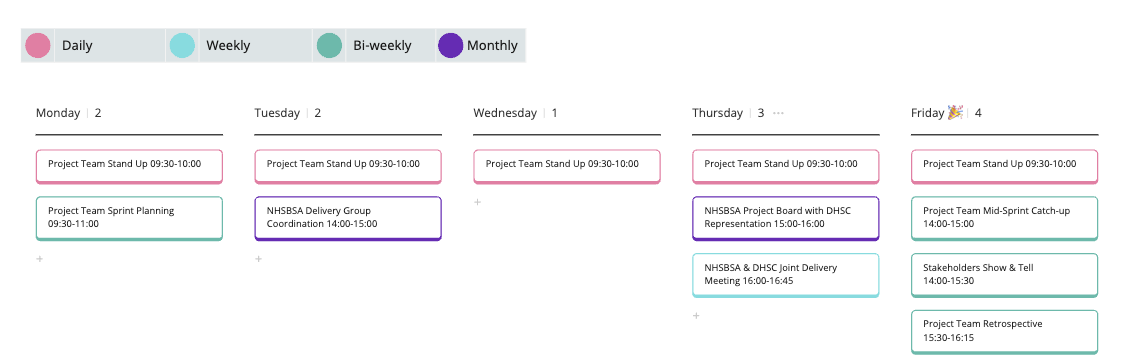 Daily
Weekly
Bi-weekly
Monthly
Monday 2
Project Team Stand Up 09:30-10:00
Project Team Sprint Planning
09:30-11:00
+
Tuesday 2
Project Team Stand Up 09:30-10:00
NHSBSA Delivery Group
Coordination 14:00-15:00
+
Wednesday 1
Project Team Stand Up 09:30-10:00
+
Thursday 3 ...
Project Team Stand Up 09:30-10:00
NHSBSA Project Board with DHSC
Representation 15:00-16:00
NHSBSA & DHSC Joint Delivery
Meeting 16:00-16:45
+
Friday 🎉 4
Project Team Stand Up 09:30-10:00
Project Team Mid-Sprint Catch-up
14:00-15:00
Stakeholders Show & Tell
14:00-15:30
Project Team Retrospective
15:30-16:15